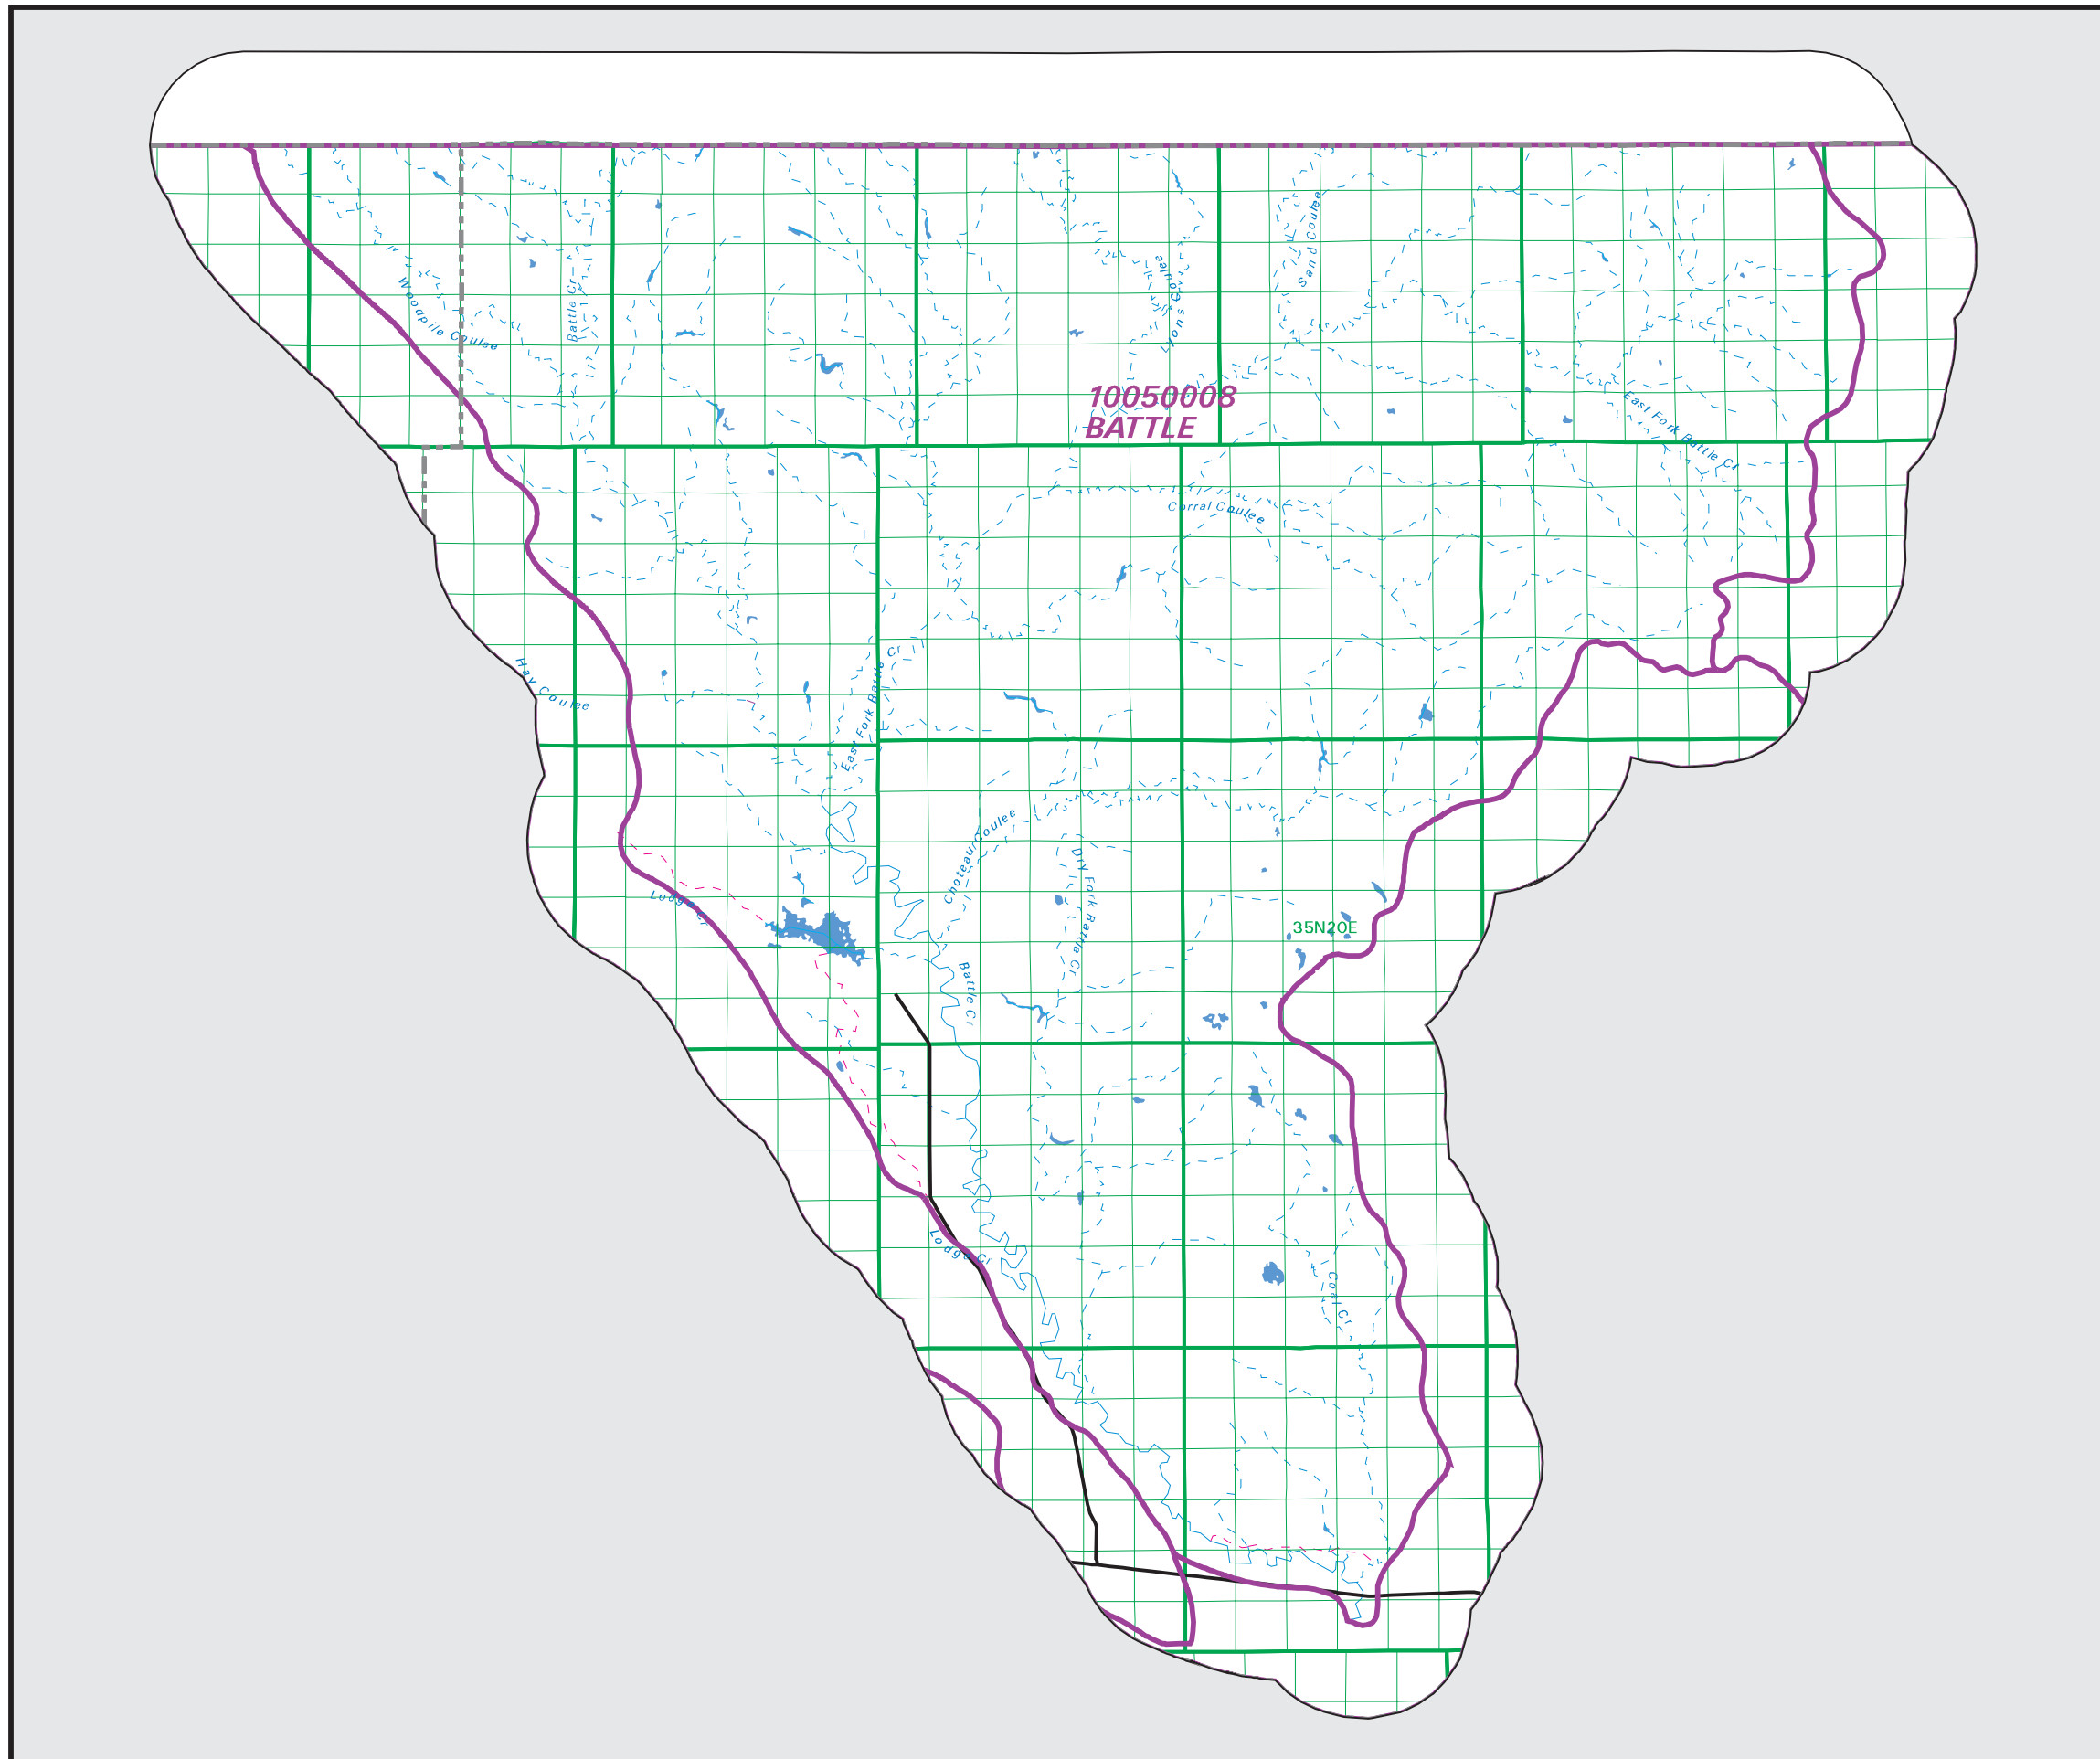 Sand Coulee
Lyons Coulee
Woodpile Coulee
Battle Cr
10050008
BATTLE
East Fork Battle Cr
Corral Coulee
Hay Coulee
East Fork Battle Cr
Choteau Coulee
Dry Fork Battle Cr
Lodge Cr
35N20E
Battle Cr
Lodge Cr
Coal Cr